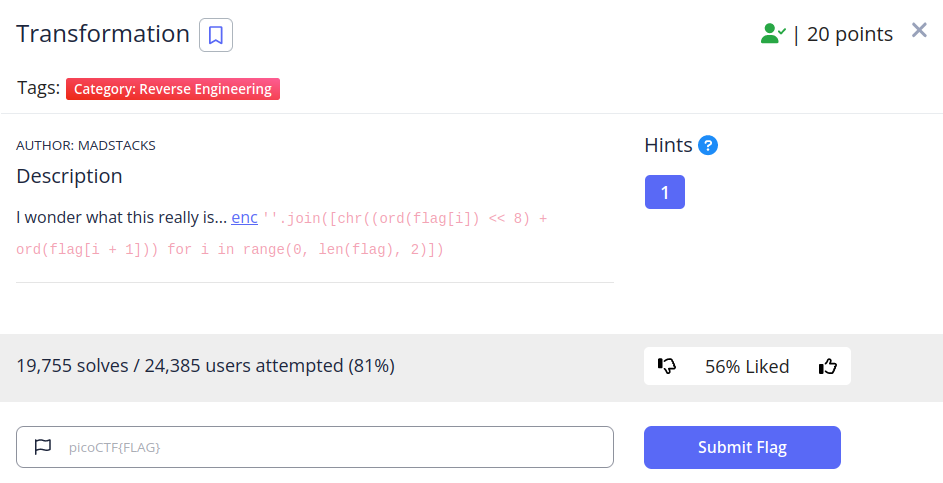 Transformation
| 20 points
Tags: Category: Reverse Engineering
AUTHOR: MADSTACKS
Description
I wonder what this really is... enc ''.join([chr((ord(flag[i]) << 8) +
ord(flag[i + 1])) for i in range(0, len(flag), 2)])
Hints ?
1
19,755 solves / 24,385 users attempted (81%)
56% Liked
picoCTF{FLAG}
Submit Flag